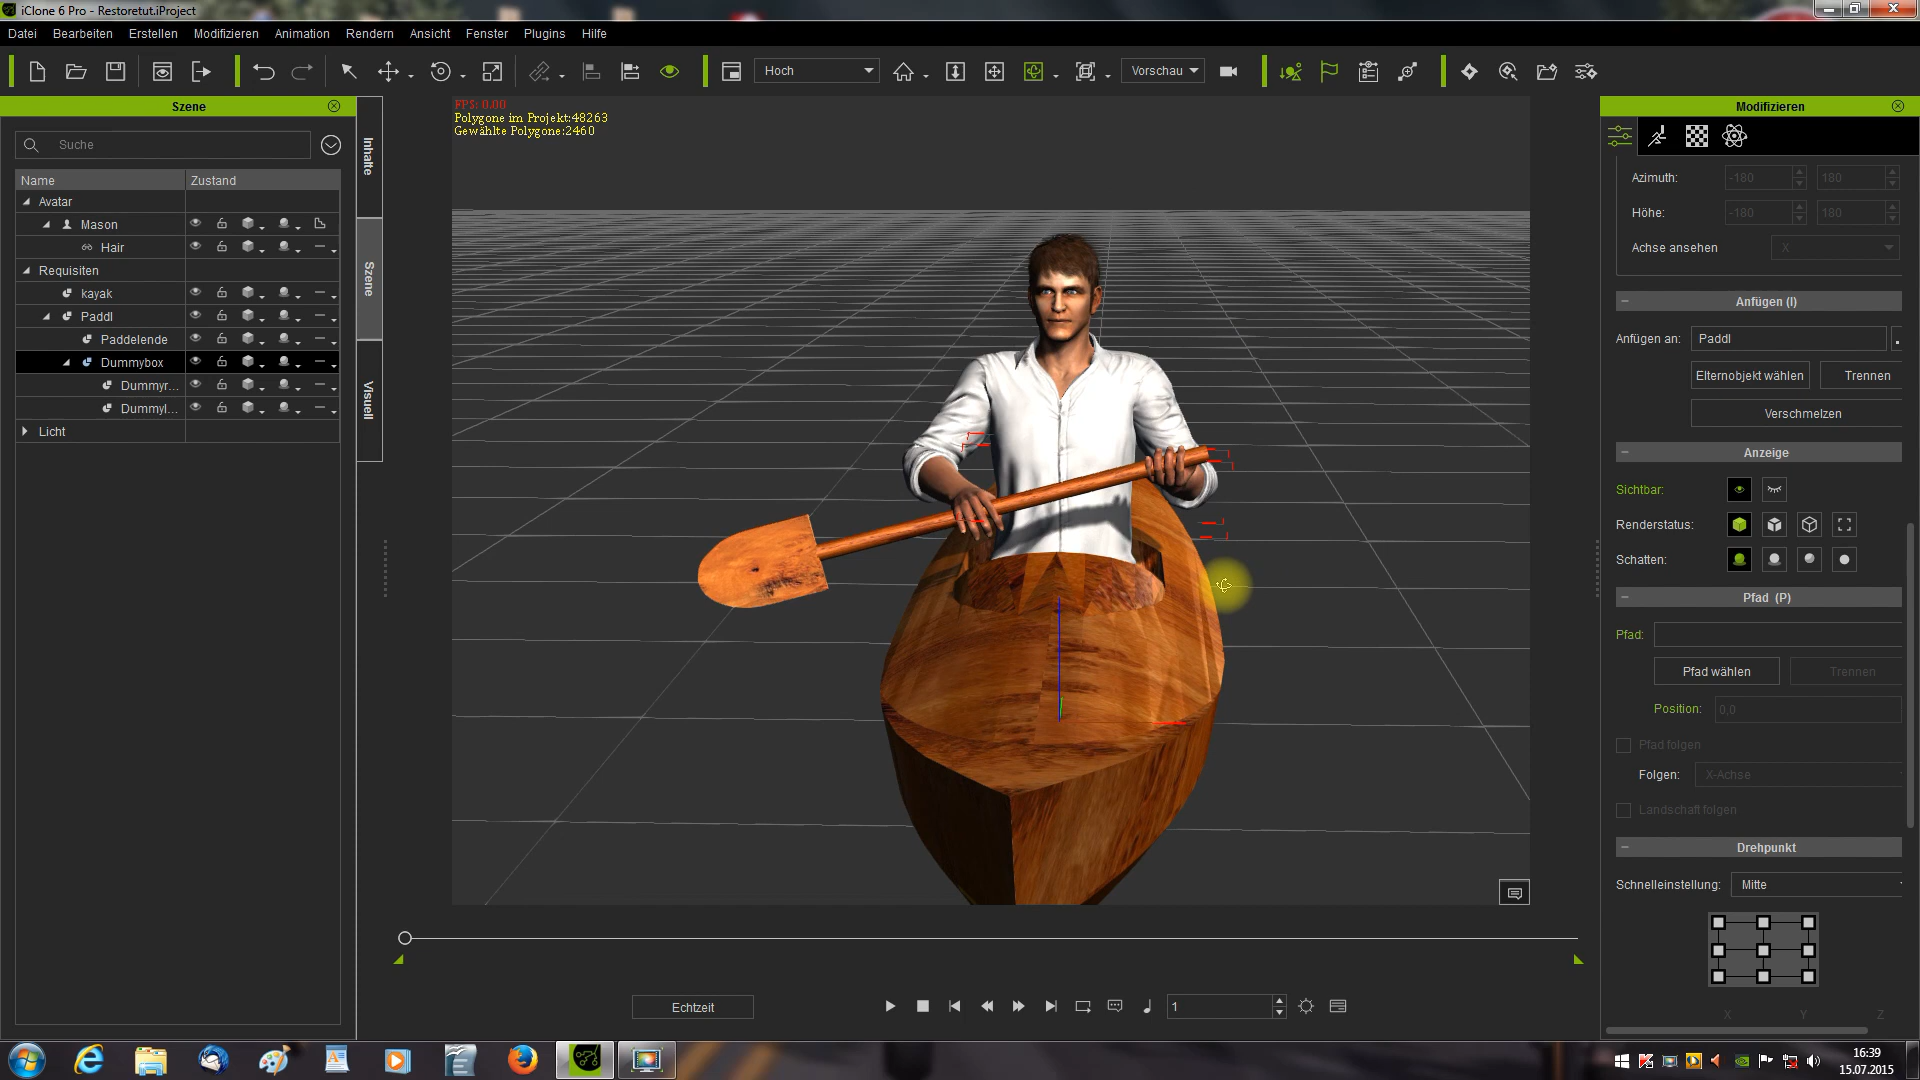 iClone 6 Pro - Restoretut.iProject
Datei Bearbeiten Erstellen Modifizieren Animation Rendern Ansicht Fenster Plugins Hilfe
Hoch Vorschau
Szene
Suche
Name Zustand
Avatar
Mason
Hair
Requisiten
kayak
Paddl
Paddelende
Dummybox
Dummyr...
Dummyl...
Licht
Inhalte
Szene
Visuell
FPS: 0.00
Polygone im Projekt:48263
Gewählte Polygone:2460
Modifizieren
Azimuth: -180 180
Höhe: -180 180
Achse ansehen X
Anfügen (I)
Anfügen an: Paddl
Elternobjekt wählen Trennen
Verschmelzen
Anzeige
Sichtbar:
Renderstatus:
Schatten:
Pfad (P)
Pfad:
Pfad wählen Trennen
Position: 0,0
Pfad folgen
Folgen: X-Achse
Landschaft folgen
Drehpunkt
Schnelleinstellung: Mitte
X Y Z
Echtzeit 1
16:39
15.07.2015